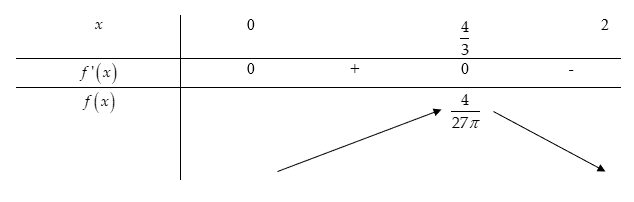 x 0 4/3 2
f'(x) 0 + 0 -
f(x) 4/27π